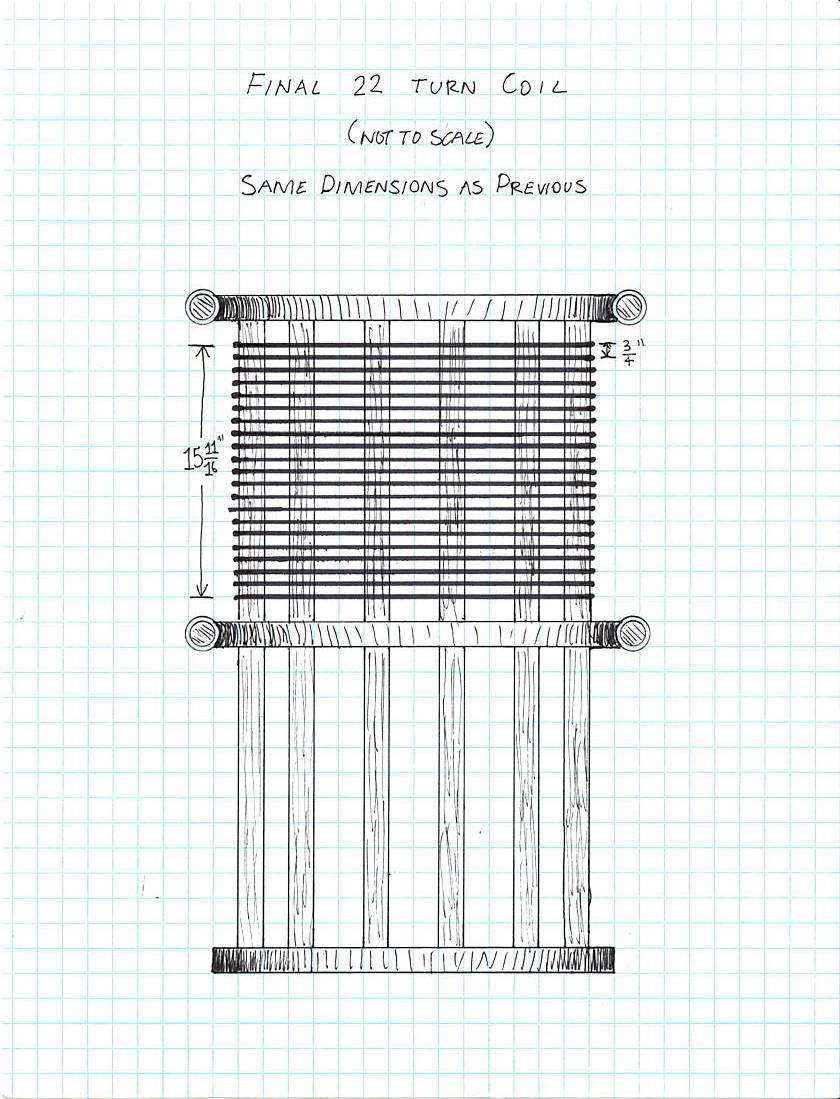 FINAL 22 TURN COIL
(NOT TO SCALE)
SAME DIMENSIONS AS PREVIOUS
3/4"
15 11/16"